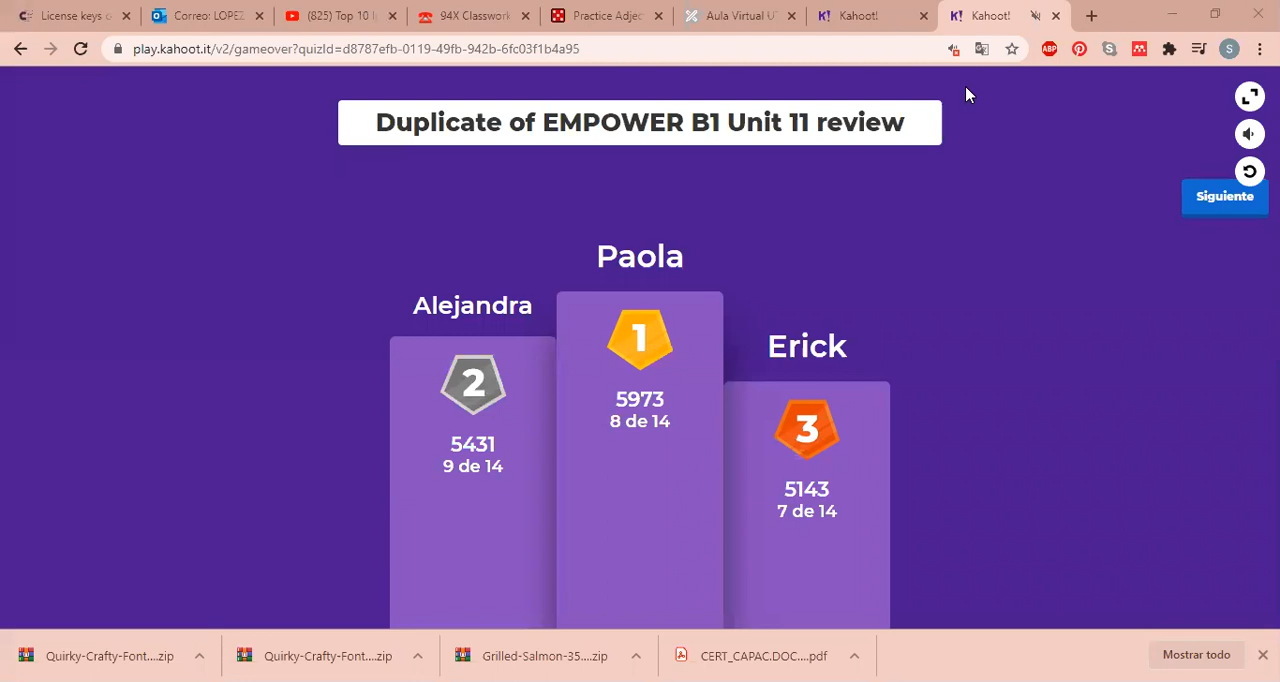 License keys o
Correo: LOPEZ
(825) Top 10 l
94X Classwork
Practice Adjec
Aula Virtual U
K! Kahoot!
K! Kahoot!
play.kahoot.it/v2/gameover?quizId=d8787efb-0119-49fb-942b-6fc03f1b4a95
ABP
S
Duplicate of EMPOWER B1 Unit 11 review
Siguiente
Paola
1
5973
8 de 14
Alejandra
2
5431
9 de 14
Erick
3
5143
7 de 14
Quirky-Crafty-Font....zip
Quirky-Crafty-Font....zip
Grilled-Salmon-35....zip
CERT_CAPAC.DOC....pdf
Mostrar todo